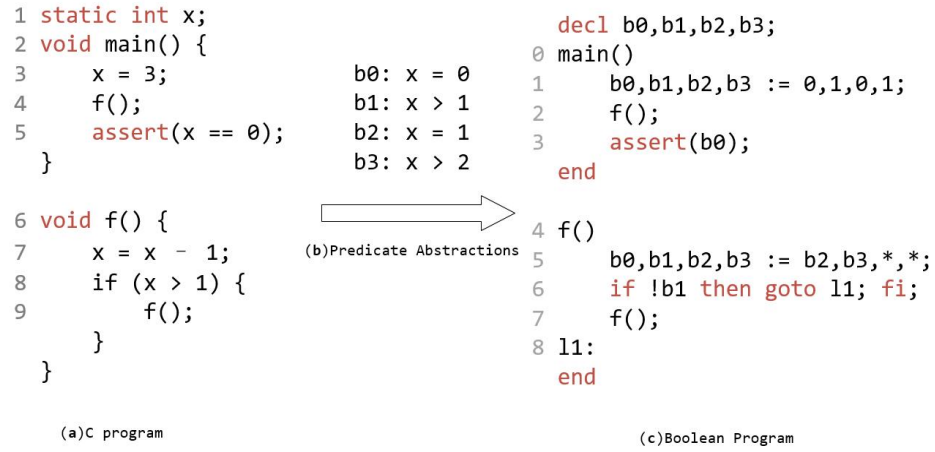 1 static int x;
2 void main() {
3     x = 3;
4     f();
5     assert(x == 0);
}
6 void f() {
7     x = x - 1;
8     if (x > 1) {
9         f();
    }
}
(a)C program
b0: x = 0
b1: x > 1
b2: x = 1
b3: x > 2
(b)Predicate Abstractions
decl b0,b1,b2,b3;
0 main()
1     b0,b1,b2,b3 := 0,1,0,1;
2     f();
3     assert(b0);
end
4 f()
5     b0,b1,b2,b3 := b2,b3,*,*;
6     if !b1 then goto l1; fi;
7     f();
8 l1:
end
(c)Boolean Program